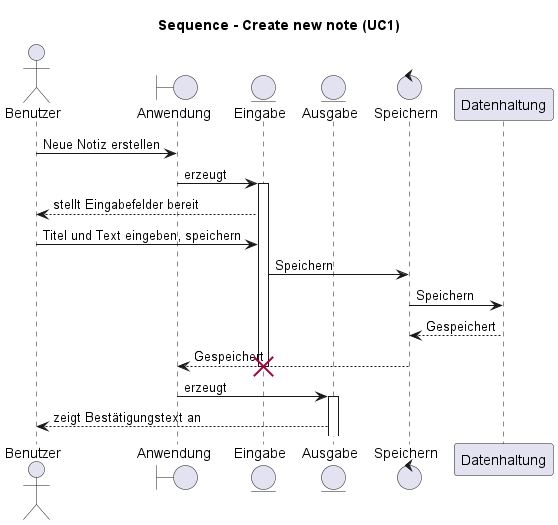 Sequence - Create new note (UC1)
Benutzer
Anwendung
Eingabe
Ausgabe
Speichern
Datenhaltung
Neue Notiz erstellen
erzeugt
stellt Eingabefelder bereit
Titel und Text eingeben, speichern
Speichern
Speichern
Gespeichert
Gespeichert
erzeugt
zeigt Bestätigungstext an
Benutzer
Anwendung
Eingabe
Ausgabe
Speichern
Datenhaltung